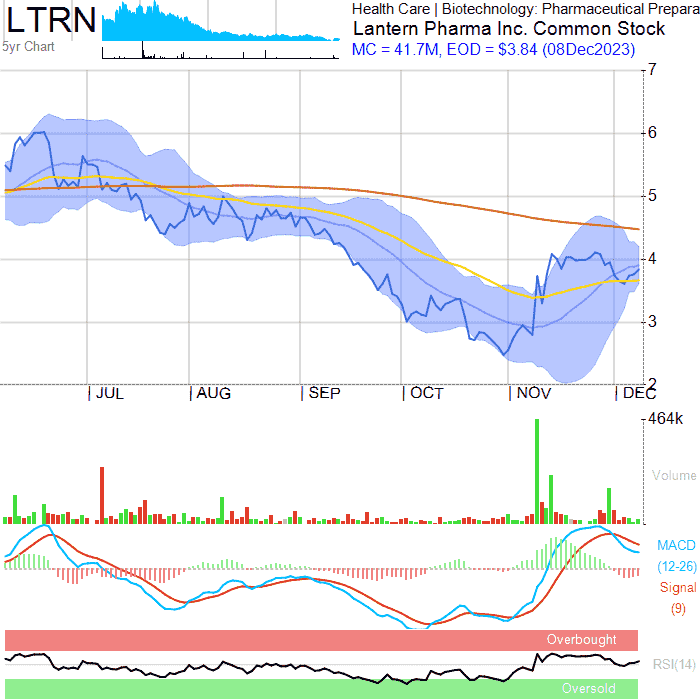 LTRN
5yr Chart
Health Care | Biotechnology: Pharmaceutical Prepara
Lantern Pharma Inc. Common Stock
MC = 41.7M, EOD = $3.84 (08Dec2023)
7
6
5
4
3
2
JUL AUG SEP OCT NOV DEC
464k
Volume
MACD
(12-26)
Signal
(9)
Overbought
RSI(14)
Oversold